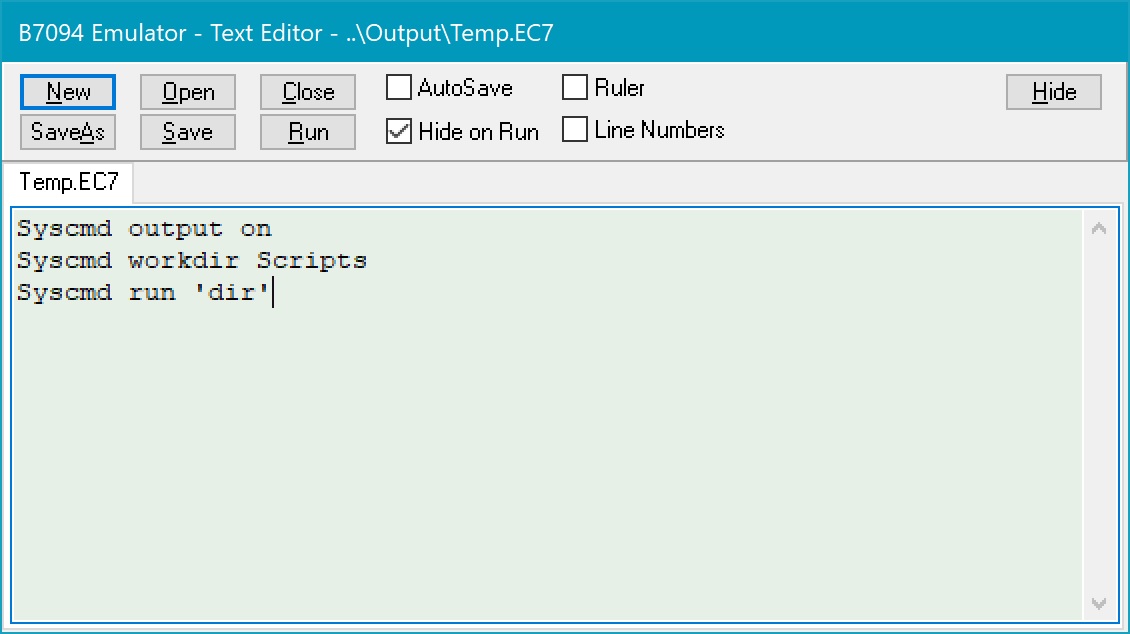 B7094 Emulator - Text Editor - ..\Output\Temp.EC7
New Open Close AutoSave Ruler Hide
SaveAs Save Run Hide on Run Line Numbers
Temp.EC7
Syscmd output on
Syscmd workdir Scripts
Syscmd run 'dir'